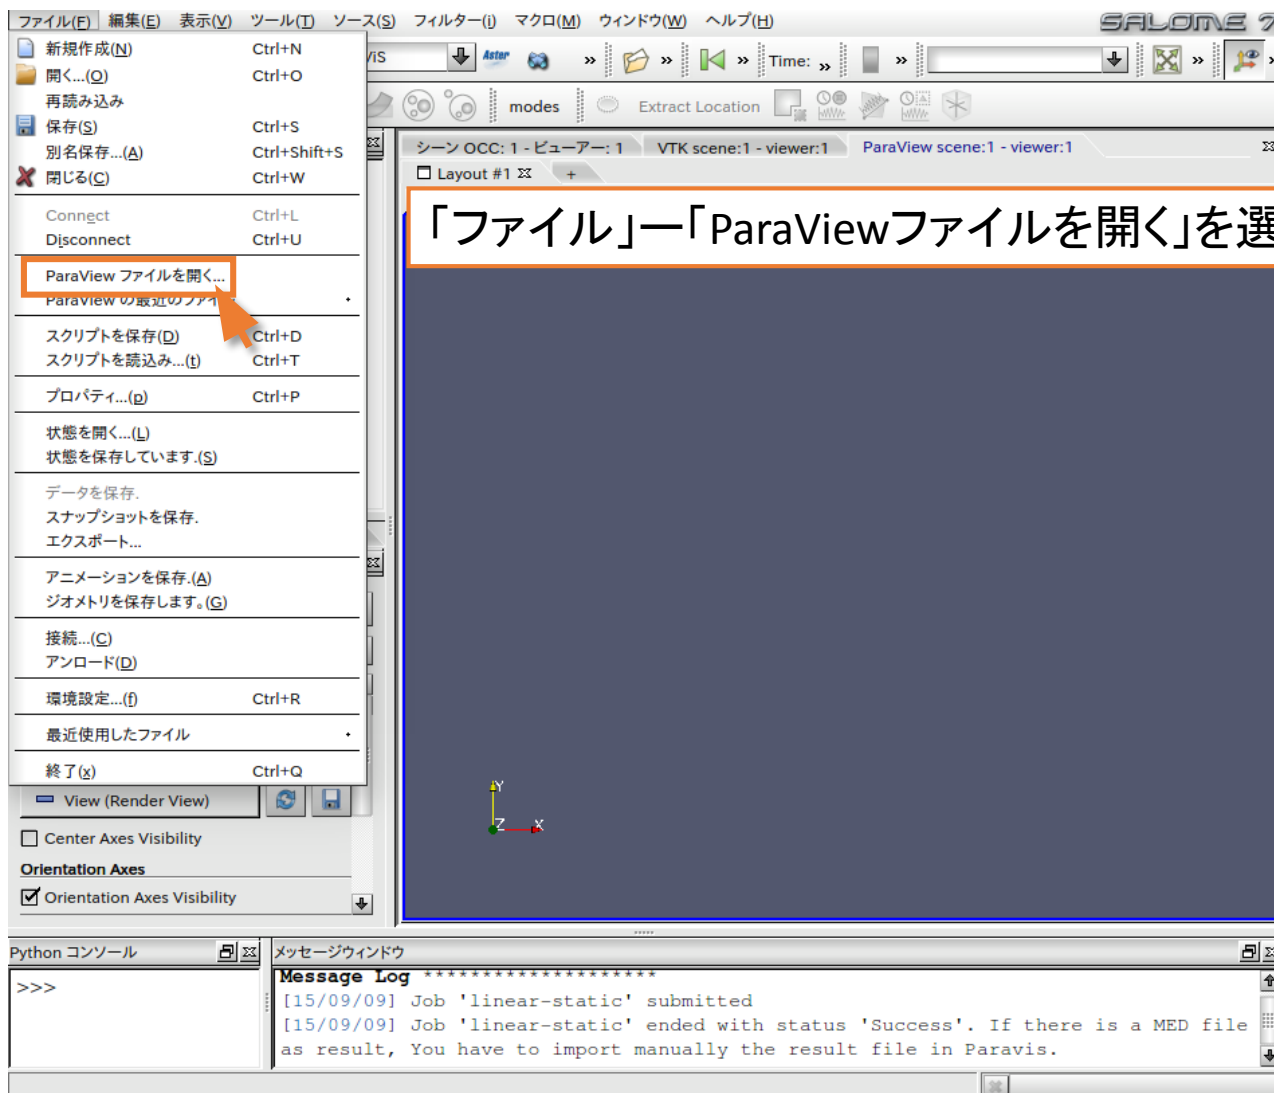 ファイル(F) 編集(E) 表示(V) ツール(T) ソース(S) フィルター(i) マクロ(M) ウィンドウ(W) ヘルプ(H)
SALOME 7
新規作成(N) Ctrl+N
開く...(O) Ctrl+O
再読み込み
保存(S) Ctrl+S
別名保存...(A) Ctrl+Shift+S
閉じる(C) Ctrl+W
Connect Ctrl+L
Disconnect Ctrl+U
ParaView ファイルを開く...
ParaView の最近のファイ
スクリプトを保存(D) Ctrl+D
スクリプトを読込み...(t) Ctrl+T
プロパティ...(p) Ctrl+P
状態を開く...(L)
状態を保存しています.(S)
データを保存.
スナップショットを保存.
エクスポート...
アニメーションを保存.(A)
ジオメトリを保存します。(G)
接続...(C)
アンロード(D)
環境設定...(f) Ctrl+R
最近使用したファイル
終了(x) Ctrl+Q
ViS
Aster
» » » Time: » » » »
modes Extract Location
シーン OCC: 1 - ビューアー: 1 VTK scene:1 - viewer:1 ParaView scene:1 - viewer:1
Layout #1 +
「ファイル」ー「ParaViewファイルを開く」を選
Y
Z X
View (Render View)
Center Axes Visibility
Orientation Axes
Orientation Axes Visibility
Python コンソール
>>>
メッセージウィンドウ
Message Log ********************
[15/09/09] Job 'linear-static' submitted
[15/09/09] Job 'linear-static' ended with status 'Success'. If there is a MED file
as result, You have to import manually the result file in Paravis.